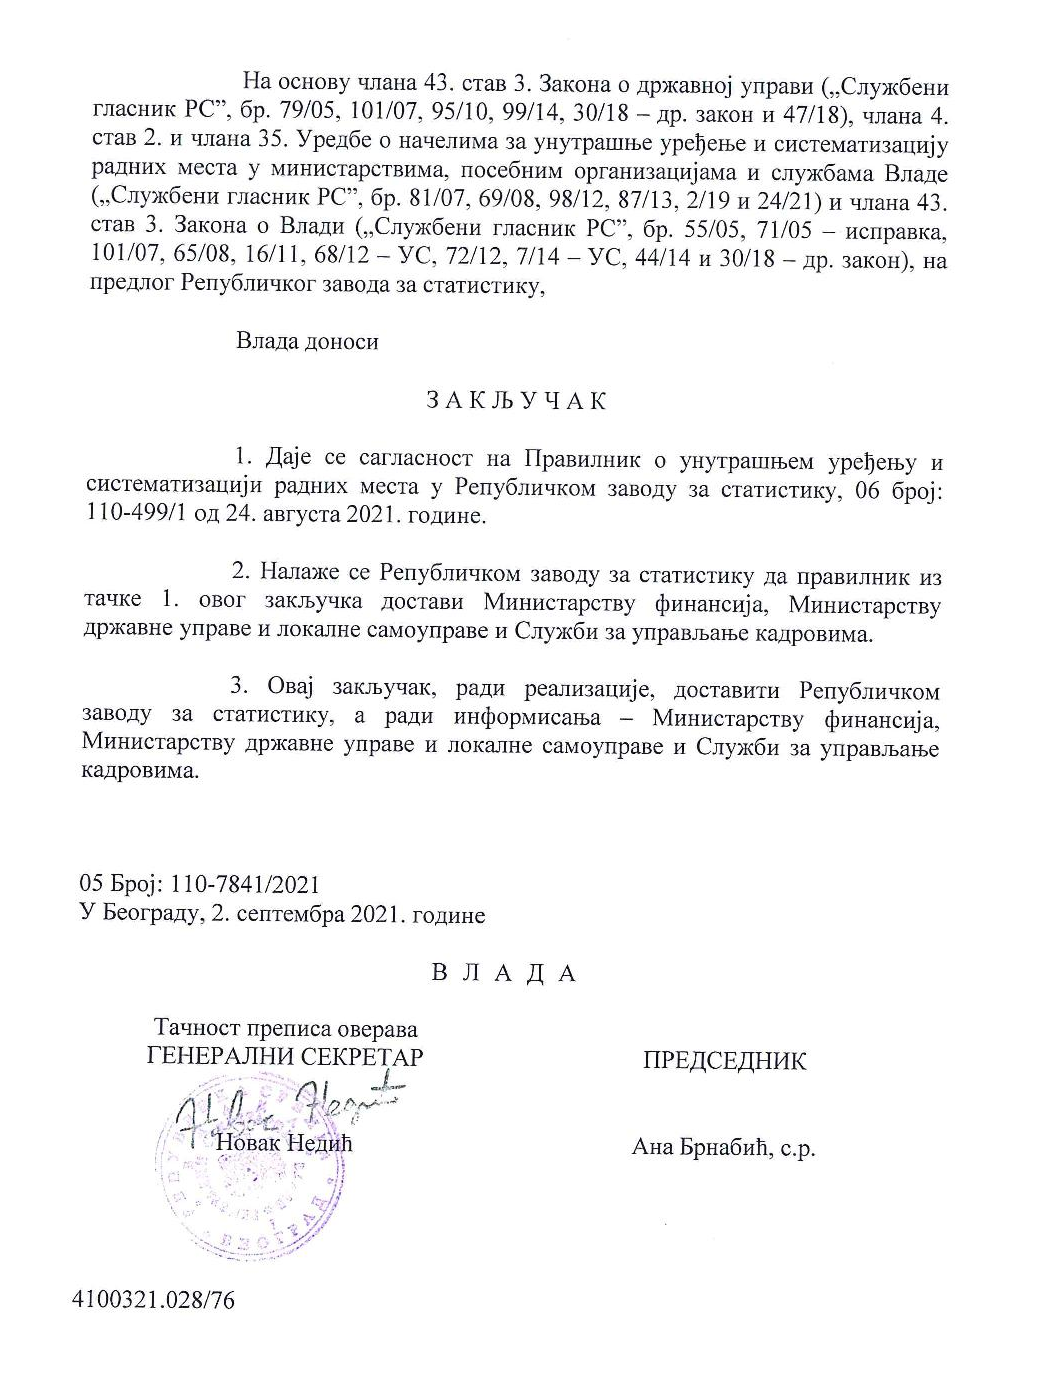 На основу члана 43. став 3. Закона о државној управи („Службени
гласник РС”, бр. 79/05, 101/07, 95/10, 99/14, 30/18 – др. закон и 47/18), члана 4.
став 2. и члана 35. Уредбе о начелима за унутрашње уређење и систематизацију
радних места у министарствима, посебним организацијама и службама Владе
(„Службени гласник РС”, бр. 81/07, 69/08, 98/12, 87/13, 2/19 и 24/21) и члана 43.
став 3. Закона о Влади („Службени гласник РС”, бр. 55/05, 71/05 – исправка,
101/07, 65/08, 16/11, 68/12 – УС, 72/12, 7/14 – УС, 44/14 и 30/18 – др. закон), на
предлог Републичког завода за статистику,
Влада доноси
З А К Љ У Ч А К
1. Даје се сагласност на Правилник о унутрашњем уређењу и
систематизацији радних места у Републичком заводу за статистику, 06 број:
110-499/1 од 24. августа 2021. године.
2. Налаже се Републичком заводу за статистику да правилник из
тачке 1. овог закључка достави Министарству финансија, Министарству
државне управе и локалне самоуправе и Служби за управљање кадровима.
3. Овај закључак, ради реализације, доставити Републичком
заводу за статистику, а ради информисања – Министарству финансија,
Министарству државне управе и локалне самоуправе и Служби за управљање
кадровима.
05 Број: 110-7841/2021
У Београду, 2. септембра 2021. године
В Л А Д А
Тачност преписа оверава
ГЕНЕРАЛНИ СЕКРЕТАР
ПРЕДСЕДНИК
Новак Недић
Ана Брнабић, с.р.
БЕОГРАД
4100321.028/76